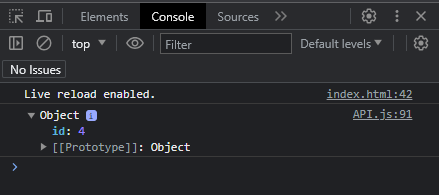 Elements Console Sources »
top Filter Default levels
No Issues
Live reload enabled. index.html:42
Object i API.js:91
id: 4
[[Prototype]]: Object